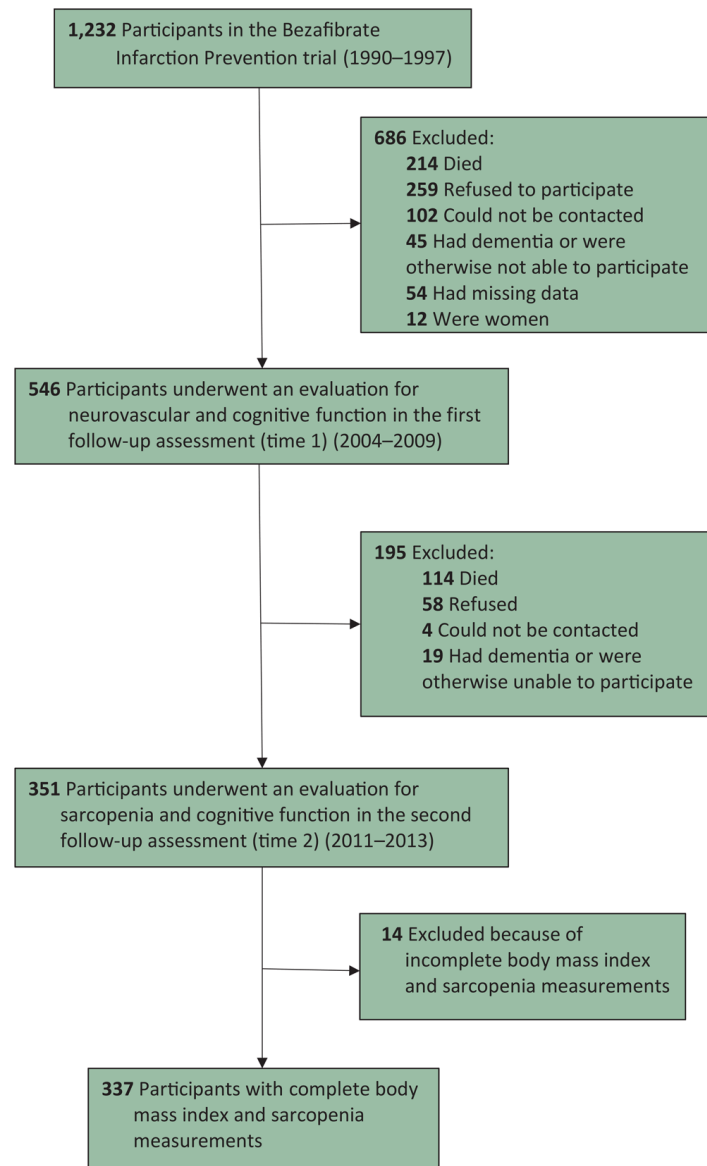 1,232 Participants in the Bezafibrate
Infarction Prevention trial (1990–1997)
686 Excluded:
214 Died
259 Refused to participate
102 Could not be contacted
45 Had dementia or were
otherwise not able to participate
54 Had missing data
12 Were women
546 Participants underwent an evaluation for
neurovascular and cognitive function in the first
follow-up assessment (time 1) (2004–2009)
195 Excluded:
114 Died
58 Refused
4 Could not be contacted
19 Had dementia or were
otherwise unable to participate
351 Participants underwent an evaluation for
sarcopenia and cognitive function in the second
follow-up assessment (time 2) (2011–2013)
14 Excluded because of
incomplete body mass index
and sarcopenia measurements
337 Participants with complete body
mass index and sarcopenia
measurements